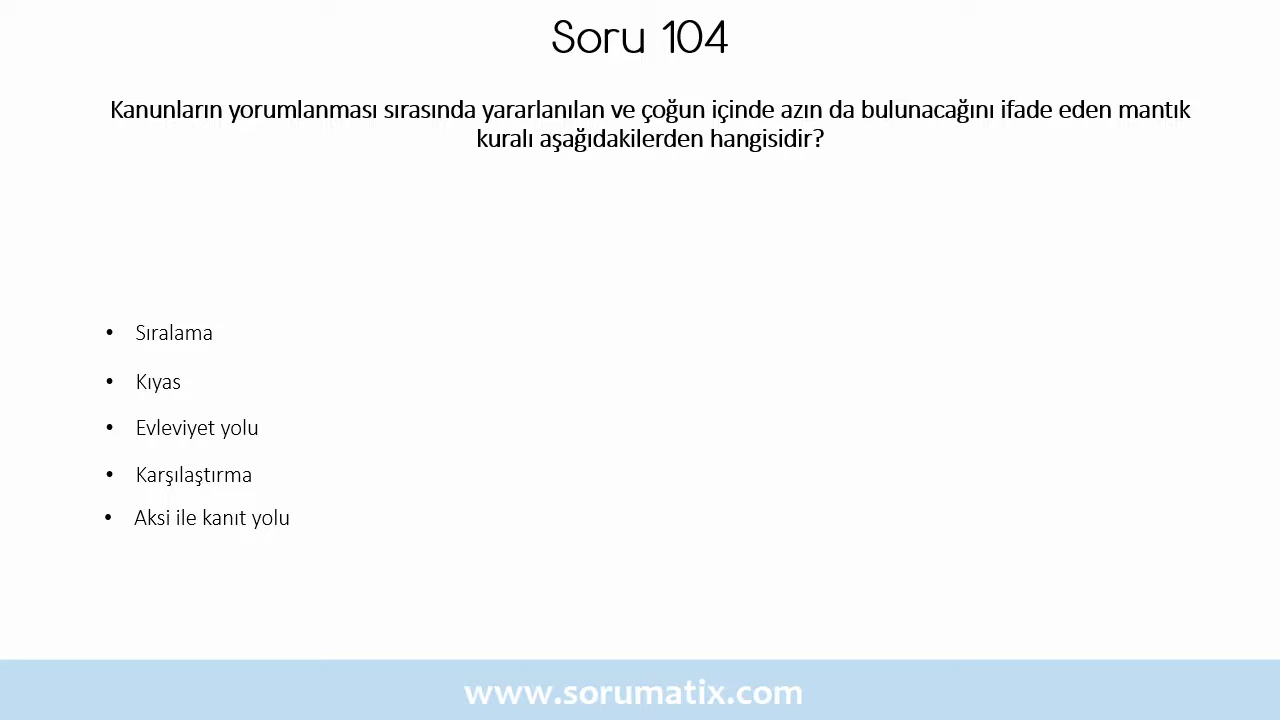 Soru 104
Kanunların yorumlanması sırasında yararlanılan ve çoğun içinde azın da bulunacağını ifade eden mantık
kuralı aşağıdakilerden hangisidir?
• Sıralama
• Kıyas
• Evleviyet yolu
• Karşılaştırma
• Aksi ile kanıt yolu
www.sorumatix.com